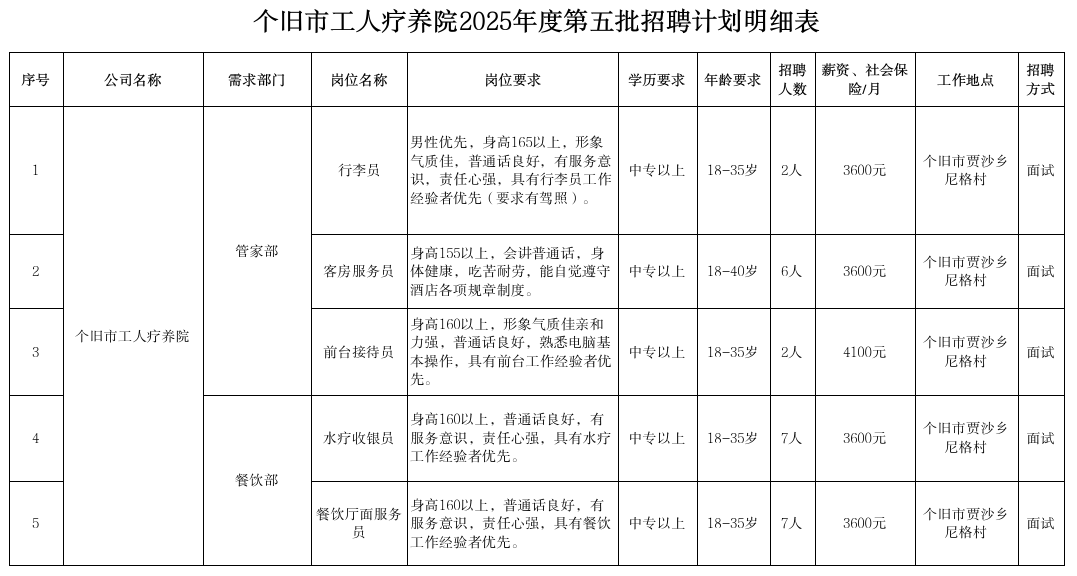 个旧市工人疗养院2025年度第五批招聘计划明细表
序号
公司名称
需求部门
岗位名称
岗位要求
学历要求
年龄要求
招聘
人数
薪资、社会保
险/月
工作地点
招聘
方式
1
个旧市工人疗养院
管家部
行李员
男性优先，身高165以上，形象
气质佳，普通话良好，有服务意
识，责任心强，具有行李员工作
经验者优先（要求有驾照）。
中专以上
18-35岁
2人
3600元
个旧市贾沙乡
尼格村
面试
2
客房服务员
身高155以上，会讲普通话，身
体健康，吃苦耐劳，能自觉遵守
酒店各项规章制度。
中专以上
18-40岁
6人
3600元
个旧市贾沙乡
尼格村
面试
3
前台接待员
身高160以上，形象气质佳亲和
力强，普通话良好，熟悉电脑基
本操作，具有前台工作经验者优
先。
中专以上
18-35岁
2人
4100元
个旧市贾沙乡
尼格村
面试
4
餐饮部
水疗收银员
身高160以上，普通话良好，有
服务意识，责任心强，具有水疗
工作经验者优先。
中专以上
18-35岁
7人
3600元
个旧市贾沙乡
尼格村
面试
5
餐饮厅面服务
员
身高160以上，普通话良好，有
服务意识，责任心强，具有餐饮
工作经验者优先。
中专以上
18-35岁
7人
3600元
个旧市贾沙乡
尼格村
面试